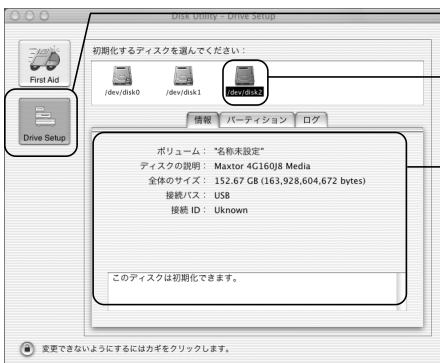 Disk Utility – Drive Setup
First Aid
Drive Setup
初期化するディスクを選んでください：
/dev/disk0
/dev/disk1
/dev/disk2
情報
パーティション
ログ
ボリューム： "名称未設定"
ディスクの説明： Maxtor 4G160J8 Media
全体のサイズ： 152.67 GB (163,928,604,672 bytes)
接続バス： USB
接続 ID： Uknown
このディスクは初期化できます。
変更できないようにするにはカギをクリックします。